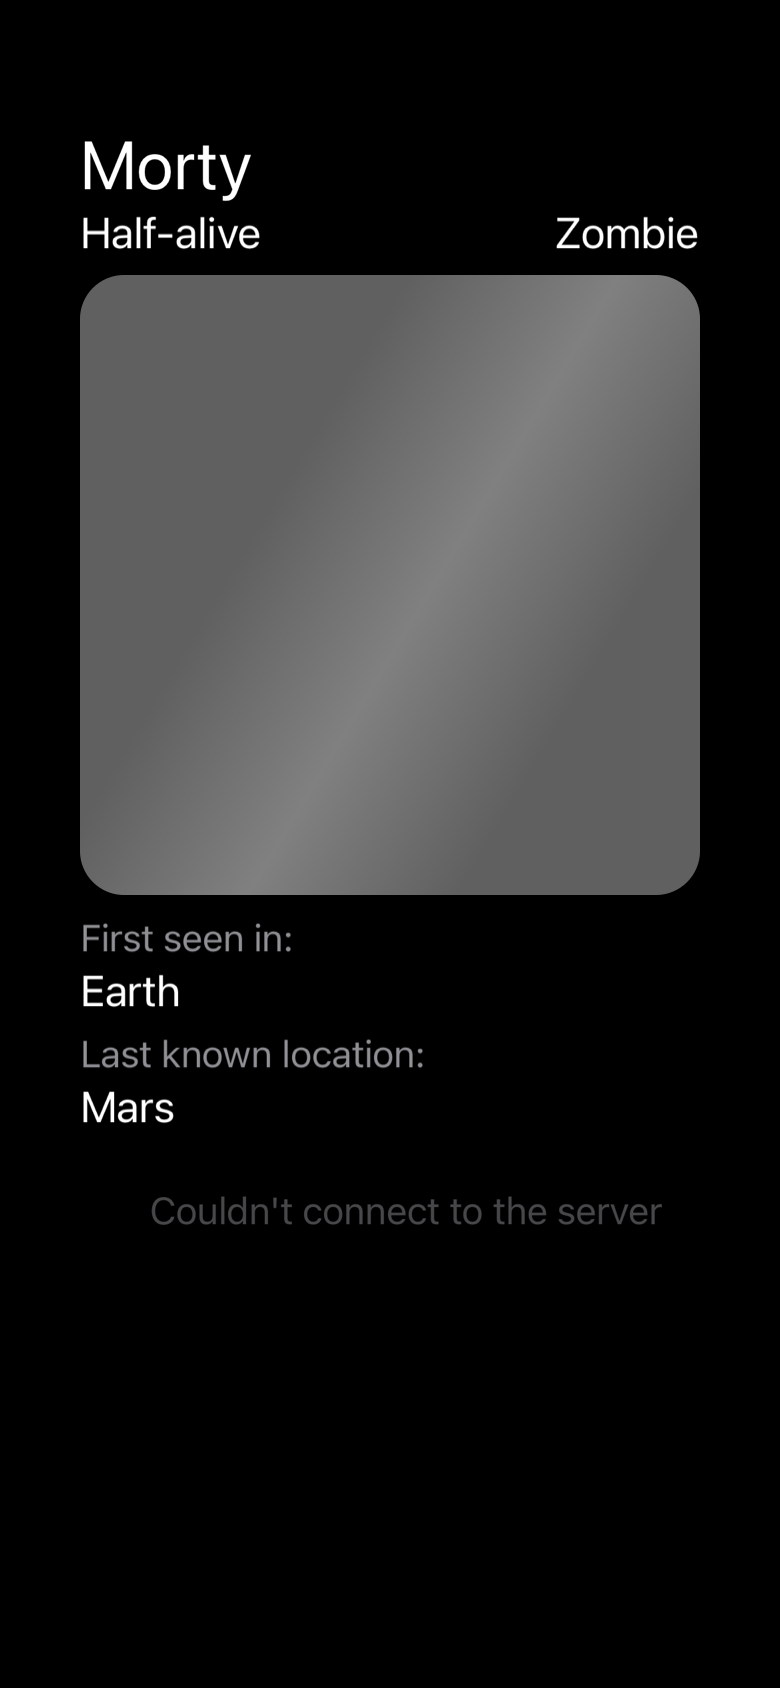 Morty
Half-alive Zombie
First seen in:
Earth
Last known location:
Mars
Couldn't connect to the server